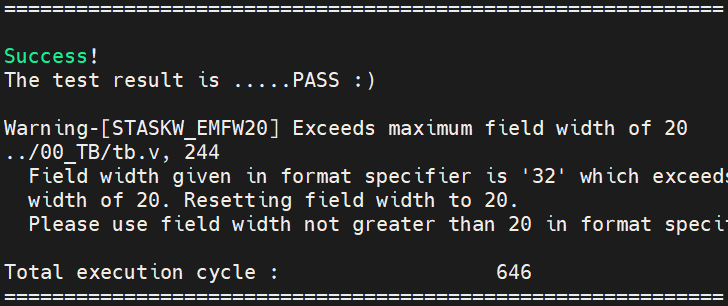 ============================================================
Success!
The test result is .....PASS :)
Warning-[STASKW_EMFW20] Exceeds maximum field width of 20
../00_TB/tb.v, 244
Field width given in format specifier is '32' which exceeds
width of 20. Resetting field width to 20.
Please use field width not greater than 20 in format
Total execution cycle : 646
============================================================